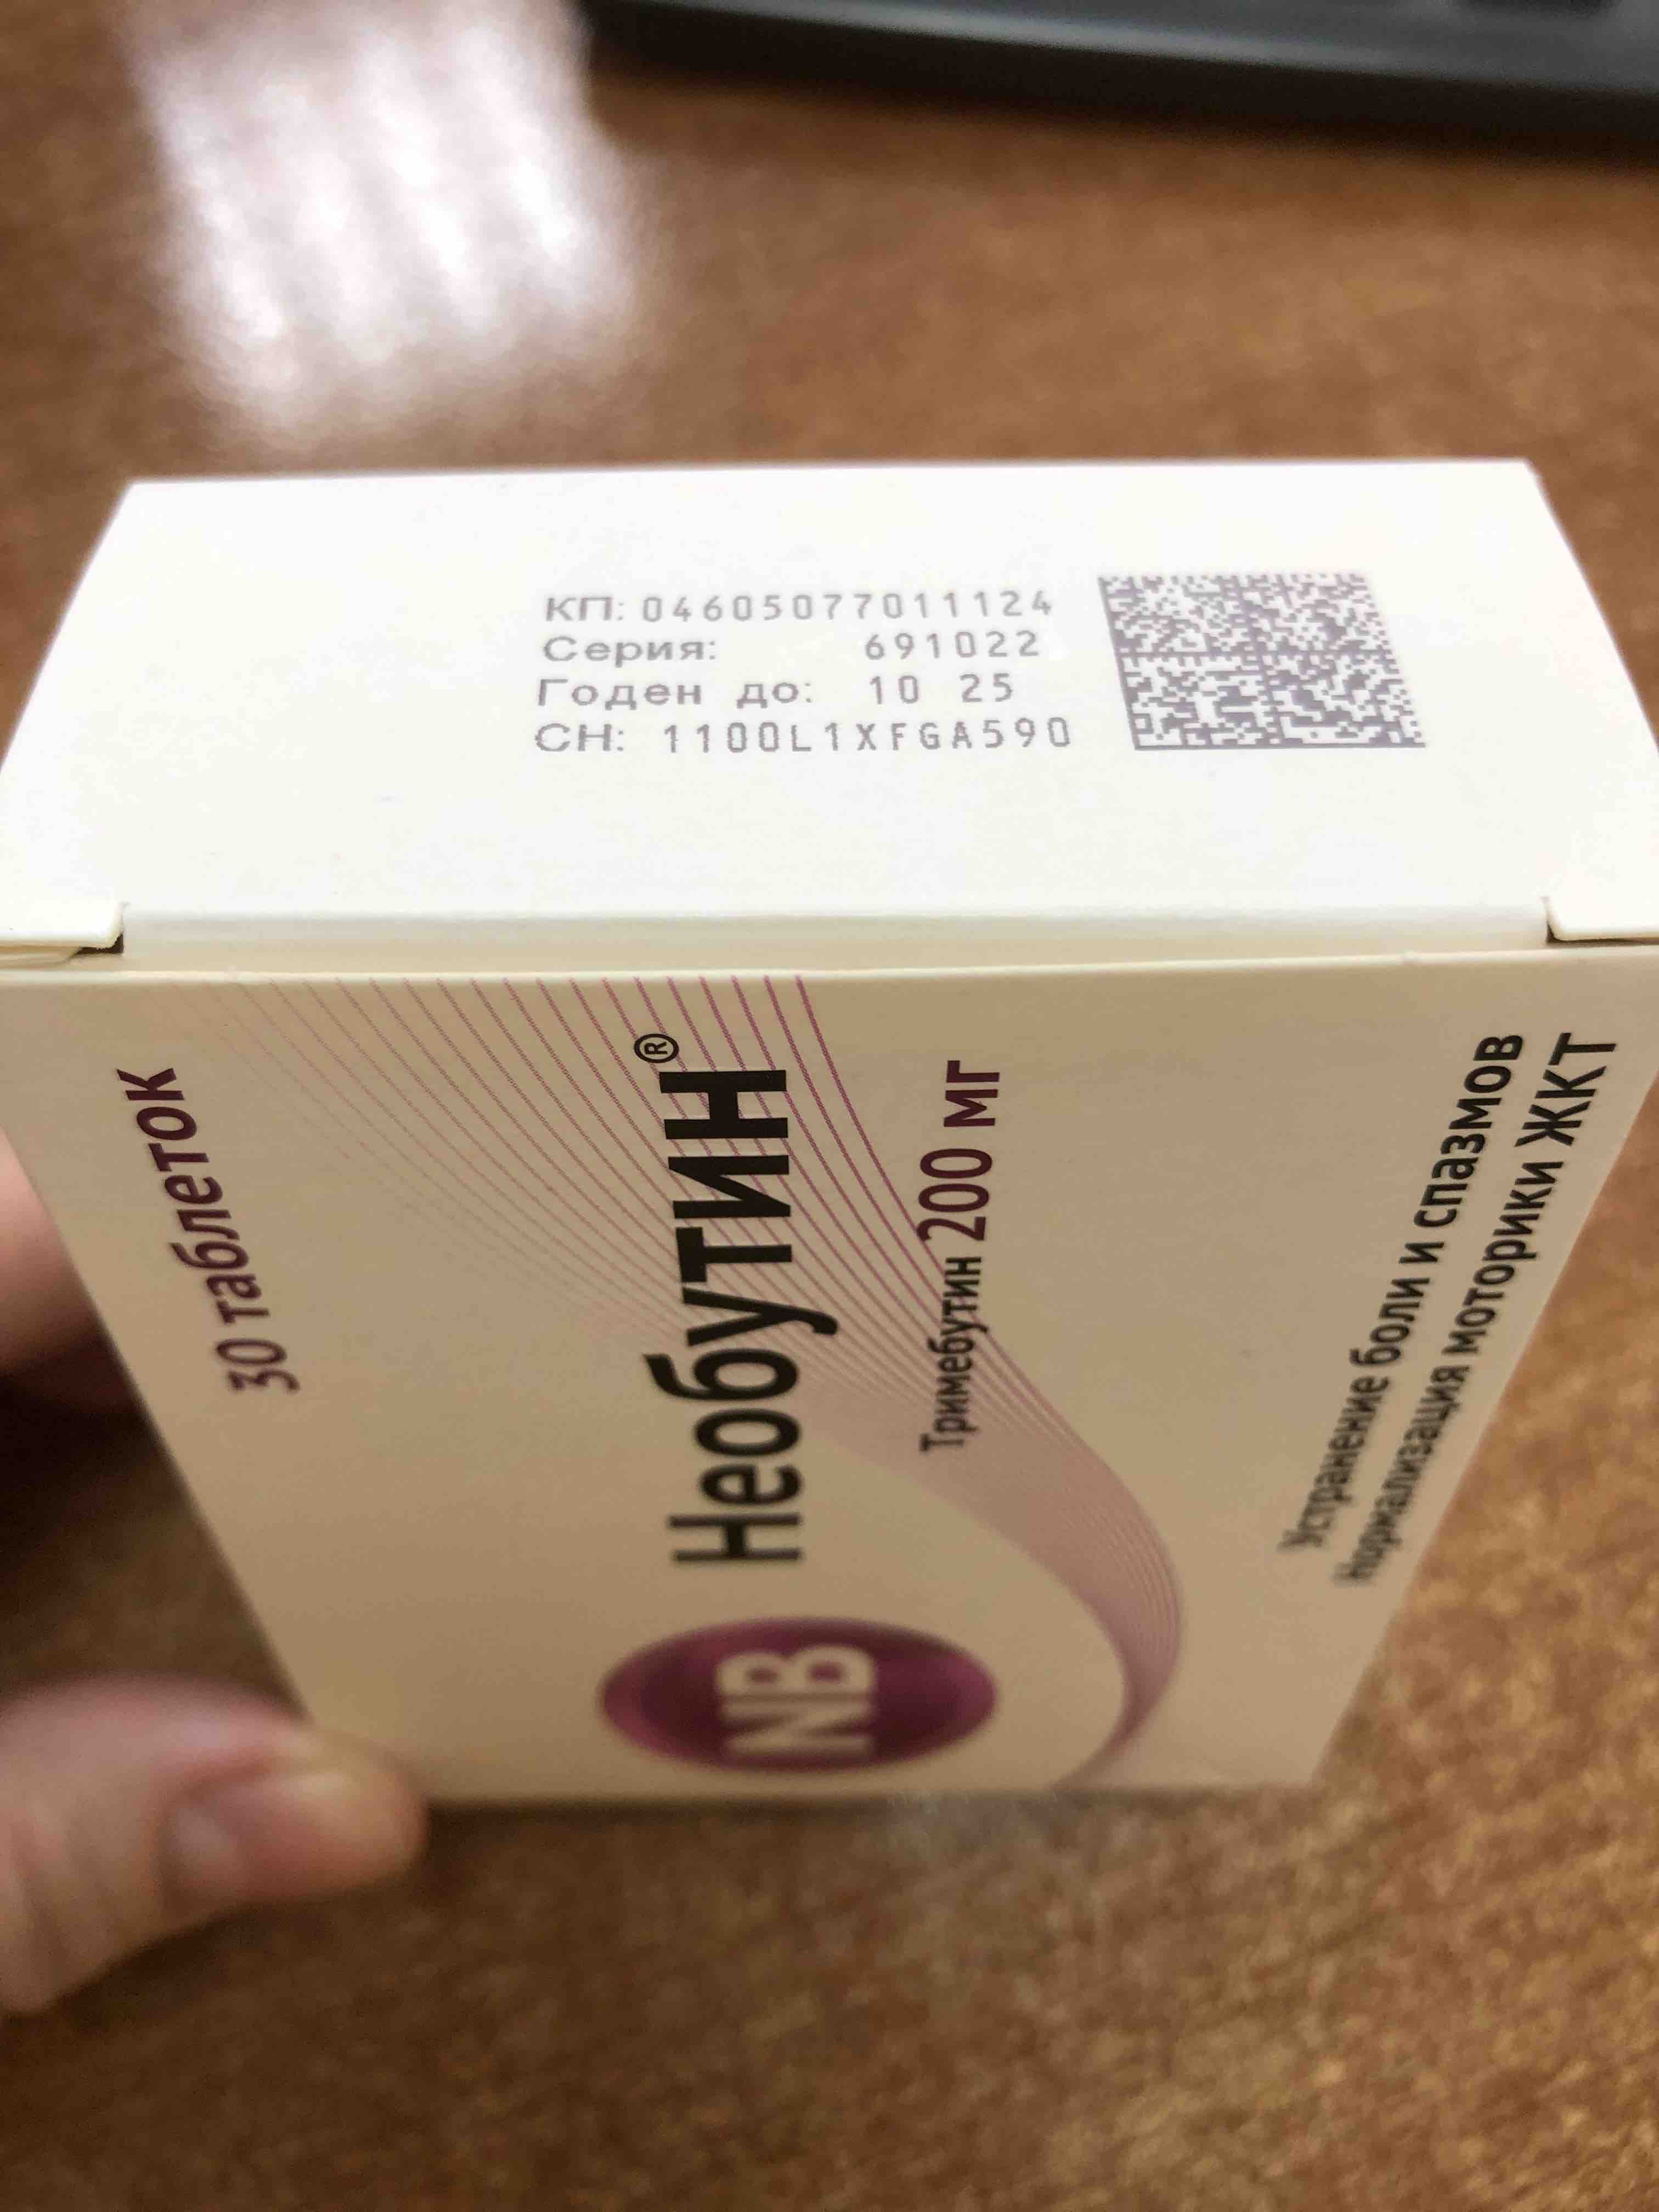 КП: 04605077011124
Серия: 691022
Годен до: 10 25
СН: 1100L1XFGA590
30 таблеток
NB
Необутин®
Тримебутин 200 мг
Устранение боли и спазмов
Нормализация моторики ЖКТ